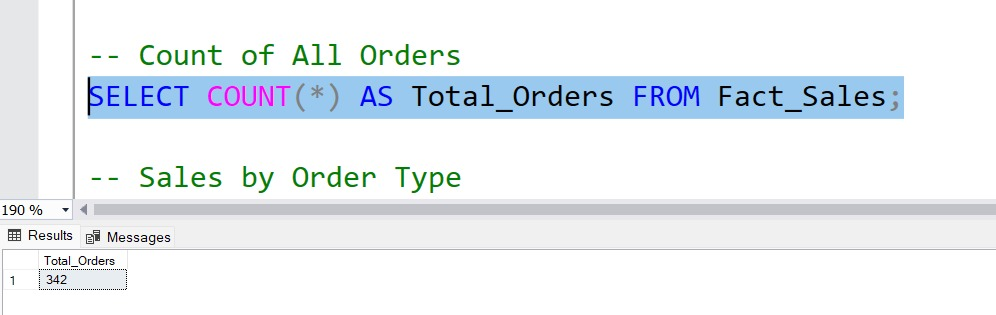 -- Count of All Orders
SELECT COUNT(*) AS Total_Orders FROM Fact_Sales;
-- Sales by Order Type
190 %
Results Messages
Total_Orders
1 342